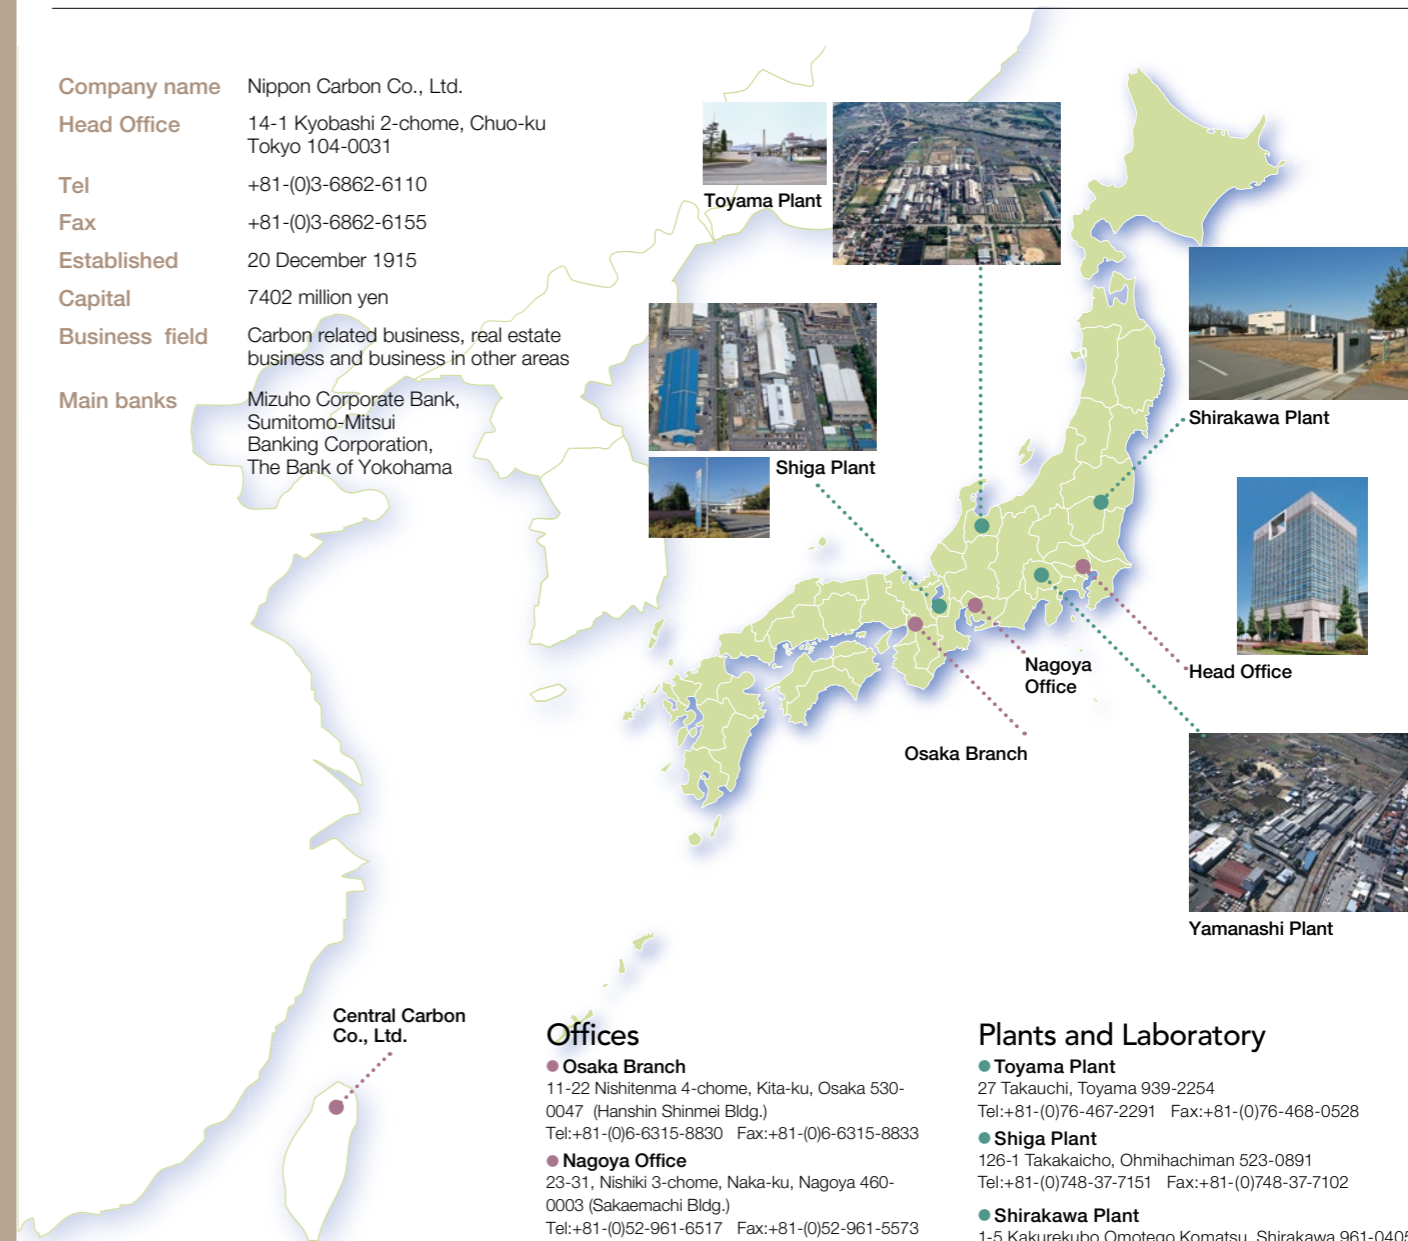 Company name Nippon Carbon Co., Ltd.
Head Office 14-1 Kyobashi 2-chome, Chuo-ku
Tokyo 104-0031
Tel +81-(0)3-6862-6110
Fax +81-(0)3-6862-6155
Established 20 December 1915
Capital 7402 million yen
Business field Carbon related business, real estate
business and business in other areas
Main banks Mizuho Corporate Bank,
Sumitomo-Mitsui
Banking Corporation,
The Bank of Yokohama
Toyama Plant
Shirakawa Plant
Shiga Plant
Nagoya
Office
Head Office
Osaka Branch
Yamanashi Plant
Central Carbon
Co., Ltd.
Offices
Osaka Branch
11-22 Nishitenma 4-chome, Kita-ku, Osaka 530-
0047 (Hanshin Shinmei Bldg.)
Tel:+81-(0)6-6315-8830 Fax:+81-(0)6-6315-8833
Nagoya Office
23-31, Nishiki 3-chome, Naka-ku, Nagoya 460-
0003 (Sakaemachi Bldg.)
Tel:+81-(0)52-961-6517 Fax:+81-(0)52-961-5573
Plants and Laboratory
Toyama Plant
27 Takauchi, Toyama 939-2254
Tel:+81-(0)76-467-2291 Fax:+81-(0)76-468-0528
Shiga Plant
126-1 Takakaicho, Ohmihachiman 523-0891
Tel:+81-(0)748-37-7151 Fax:+81-(0)748-37-7102
Shirakawa Plant
1-5 Kakurekubo Omotego Komatsu, Shirakawa 961-0405